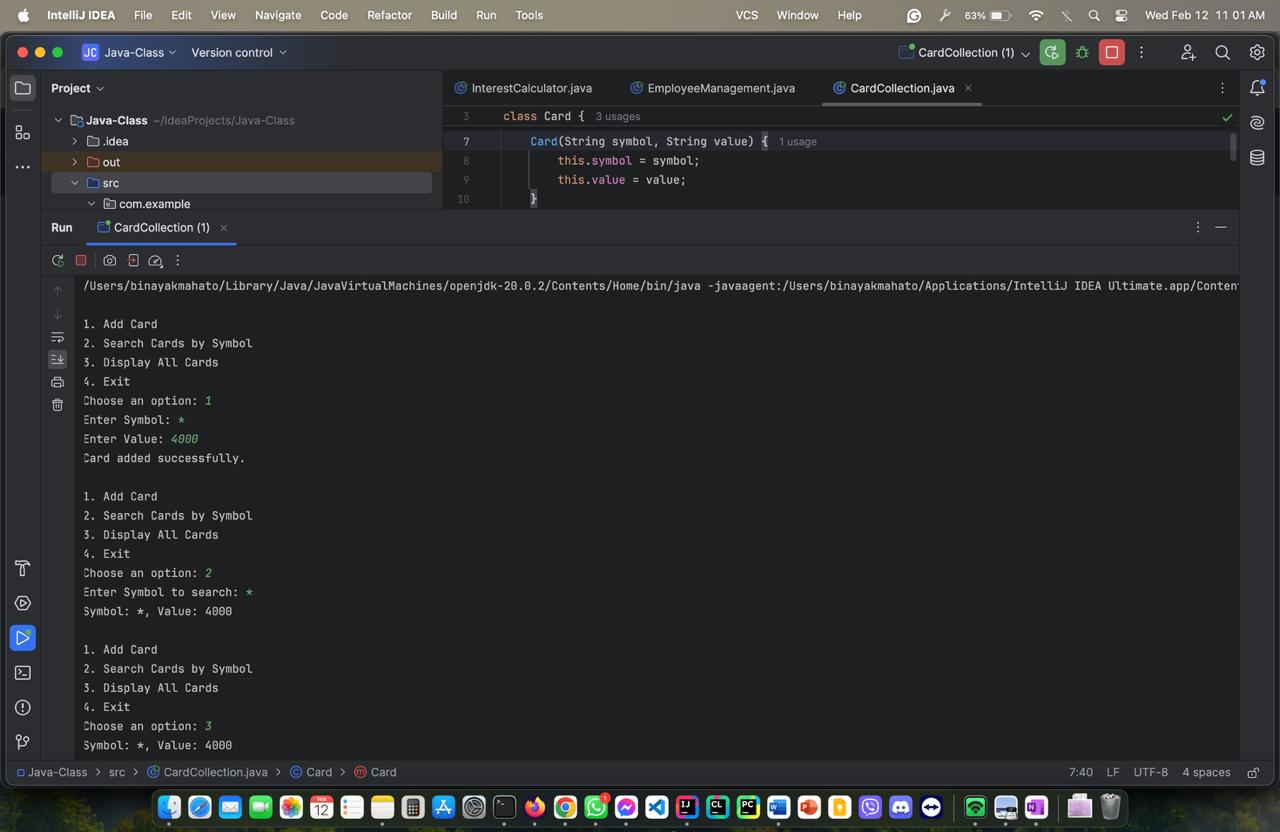 IntelliJ IDEA File Edit View Navigate Code Refactor Build Run Tools VCS Window Help 63% Wed Feb 12 11 01 AM
JC Java-Class Version control CardCollection (1)
Project
InterestCalculator.java EmployeeManagement.java CardCollection.java
Java-Class ~/IdeaProjects/Java-Class
.idea
out
src
com.example
3 class Card { 3 usages
7 Card(String symbol, String value) { 1 usage
8 this.symbol = symbol;
9 this.value = value;
10 }
Run CardCollection (1)
/Users/binayakmahato/Library/Java/JavaVirtualMachines/openjdk-20.0.2/Contents/Home/bin/java -javaagent:/Users/binayakmahato/Applications/IntelliJ IDEA Ultimate.app/Conten
1. Add Card
2. Search Cards by Symbol
3. Display All Cards
4. Exit
Choose an option: 1
Enter Symbol: *
Enter Value: 4000
Card added successfully.
1. Add Card
2. Search Cards by Symbol
3. Display All Cards
4. Exit
Choose an option: 2
Enter Symbol to search: *
Symbol: *, Value: 4000
1. Add Card
2. Search Cards by Symbol
3. Display All Cards
4. Exit
Choose an option: 3
Symbol: *, Value: 4000
Java-Class > src > CardCollection.java > Card > Card 7:40 LF UTF-8 4 spaces
FEB 12 1 IJ CL PC W P N